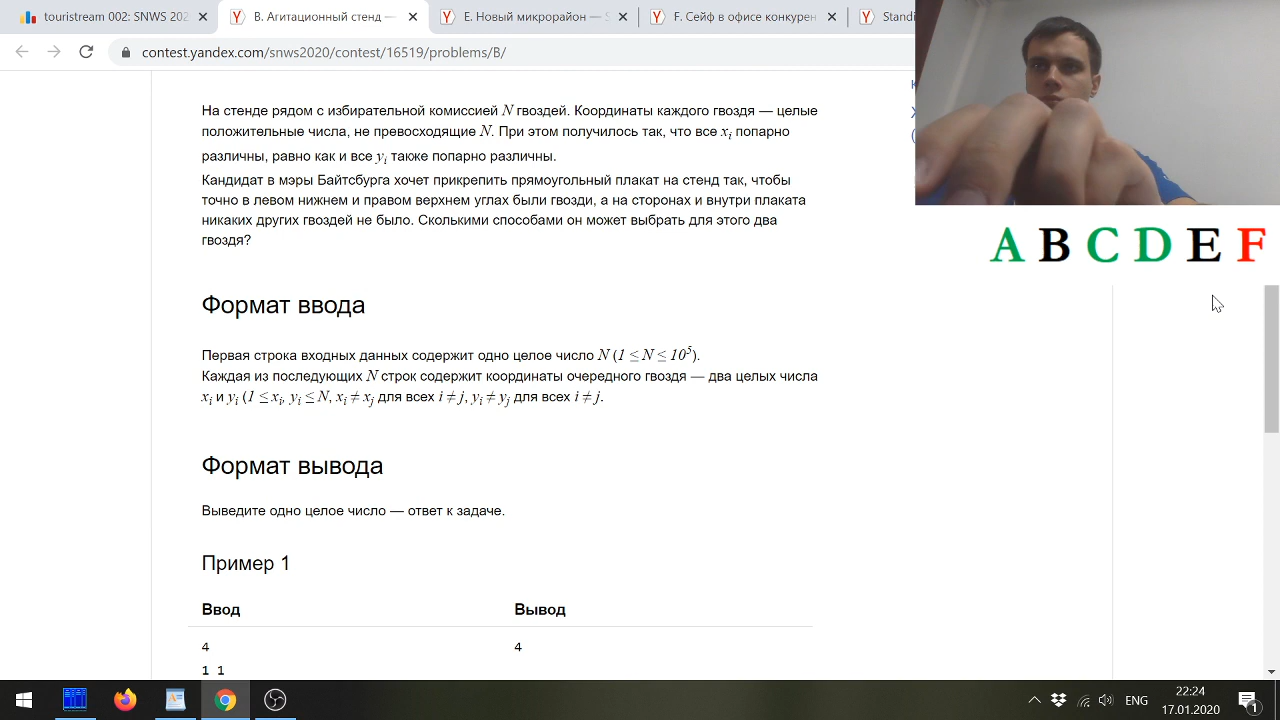 touristream 002: SNWS 202
В. Агитационный стенд —
Е. Новый микрорайон — S
F. Сейф в офисе конкурен
Standi
contest.yandex.com/snws2020/contest/16519/problems/B/
На стенде рядом с избирательной комиссией N гвоздей. Координаты каждого гвоздя — целые
положительные числа, не превосходящие N. При этом получилось так, что все xi попарно
различны, равно как и все yi также попарно различны.
Кандидат в мэры Байтсбурга хочет прикрепить прямоугольный плакат на стенд так, чтобы
точно в левом нижнем и правом верхнем углах были гвозди, а на сторонах и внутри плаката
никаких других гвоздей не было. Сколькими способами он может выбрать для этого два
гвоздя?
A B C D E F
Формат ввода
Первая строка входных данных содержит одно целое число N (1 ≤ N ≤ 10^5).
Каждая из последующих N строк содержит координаты очередного гвоздя — два целых числа
xi и yi (1 ≤ xi, yi ≤ N, xi ≠ xj для всех i ≠ j, yi ≠ yj для всех i ≠ j.
Формат вывода
Выведите одно целое число — ответ к задаче.
Пример 1
Ввод Вывод
4 4
1 1
ENG
22:24
17.01.2020
1